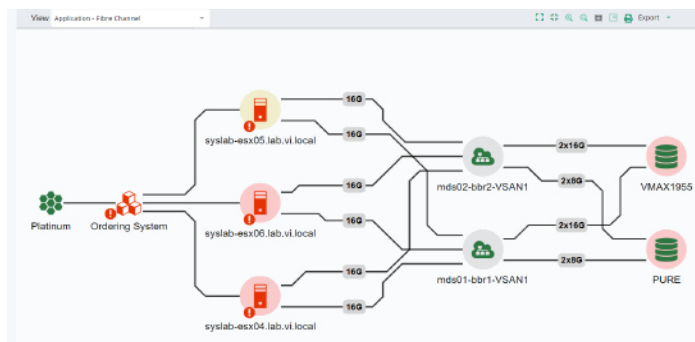 View Application - Fibre Channel
Export
16G
syslab-esx05.lab.vi.local
16G
2x16G
mds02-bbr2-VSAN1
VMAX1955
16G
2x8G
Platinum
Ordering System
syslab-esx06.lab.vi.local
16G
2x16G
16G
2x8G
mds01-bbr1-VSAN1
PURE
16G
syslab-esx04.lab.vi.local